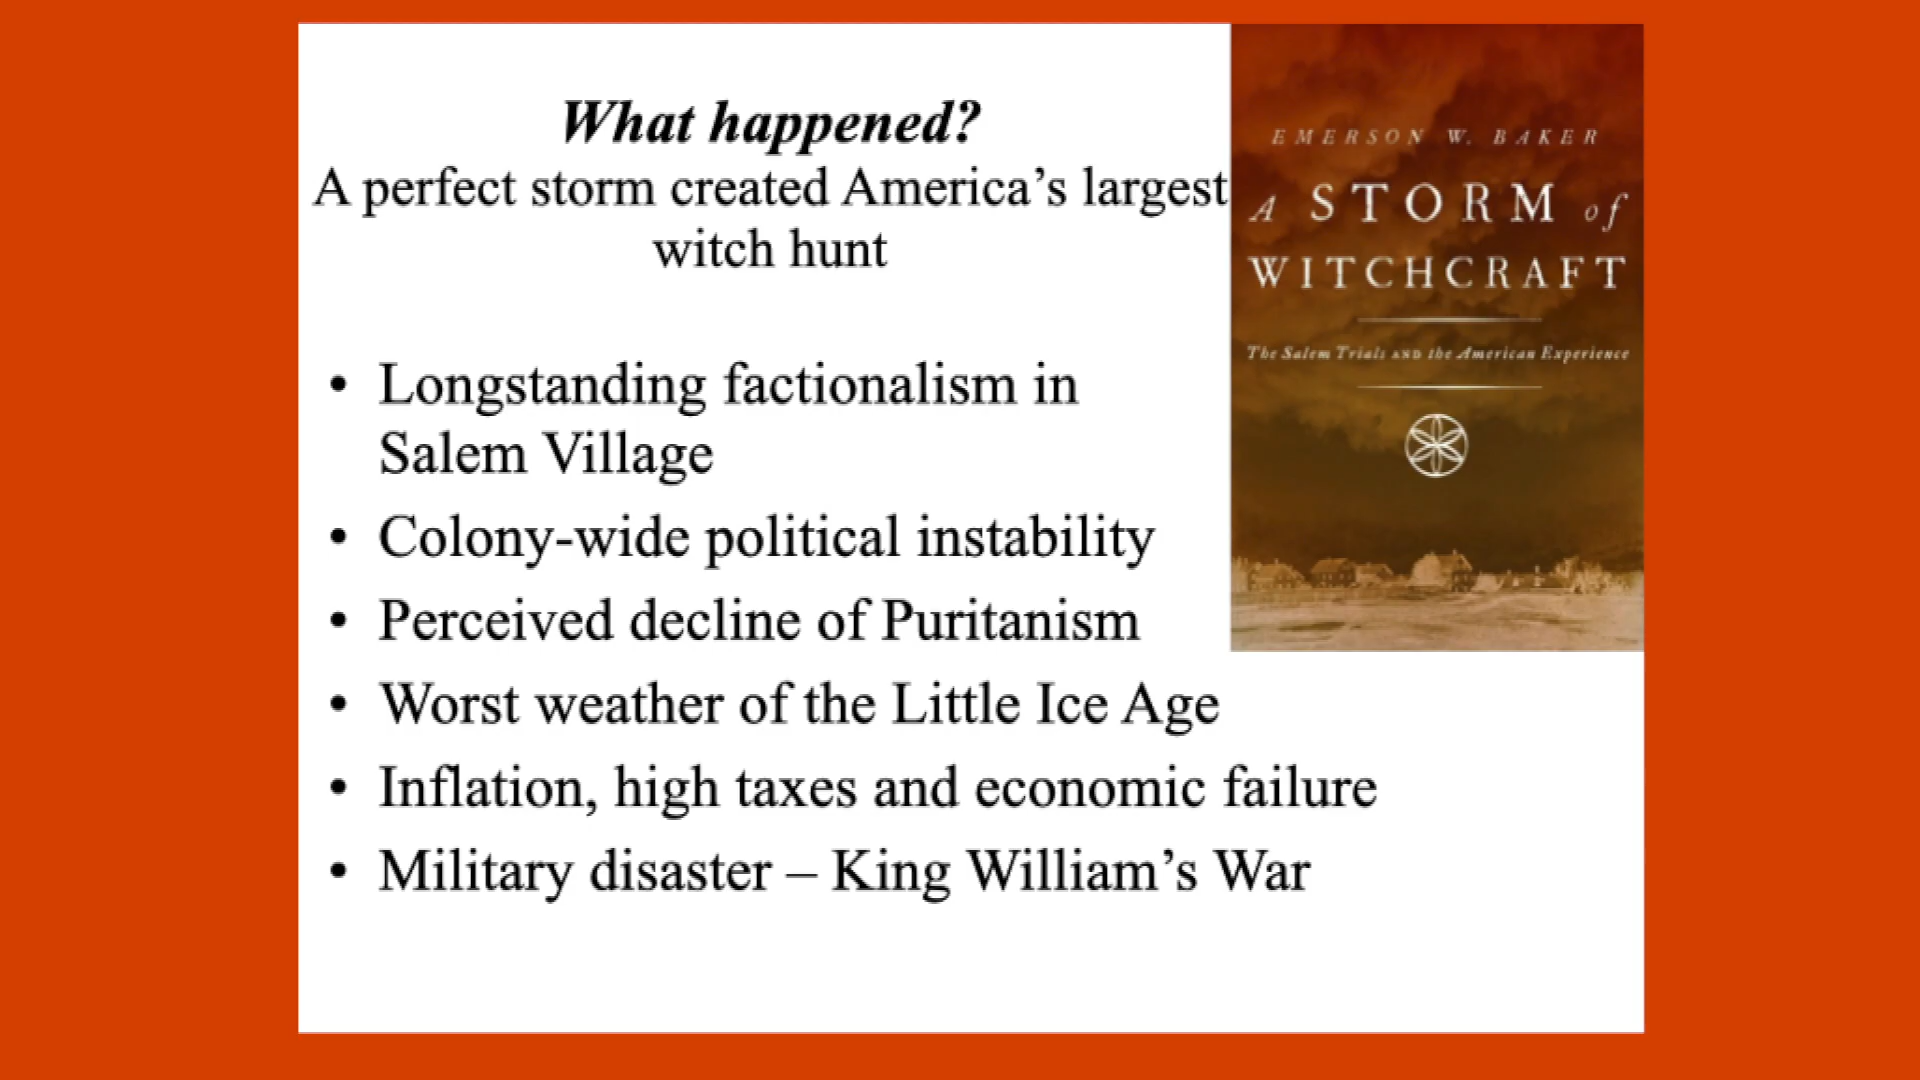 What happened?
A perfect storm created America’s largest
witch hunt
• Longstanding factionalism in
Salem Village
• Colony-wide political instability
• Perceived decline of Puritanism
• Worst weather of the Little Ice Age
• Inflation, high taxes and economic failure
• Military disaster – King William’s War
EMERSON W. BAKER
A STORM of
WITCHCRAFT
The Salem Trials AND the American Experience